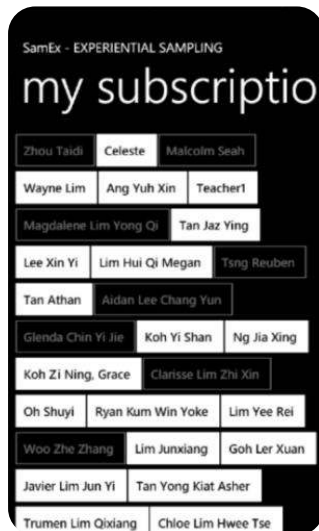 SamEx - EXPERIENTIAL SAMPLING
my subscriptio
Zhou Taidi Celeste Malcolm Seah
Wayne Lim Ang Yuh Xin Teacher1
Magdalene Lim Yong Qi Tan Jaz Ying
Lee Xin Yi Lim Hui Qi Megan Tsng Reuben
Tan Athan Aidan Lee Chang Yun
Glenda Chin Yi Jie Koh Yi Shan Ng Jia Xing
Koh Zi Ning, Grace Clarisse Lim Zhi Xin
Oh Shuyi Ryan Kum Win Yoke Lim Yee Rei
Woo Zhe Zhang Lim Junxiang Goh Ler Xuan
Javier Lim Jun Yi Tan Yong Kiat Asher
Trumen Lim Qixiang Chloe Lim Hwee Tse